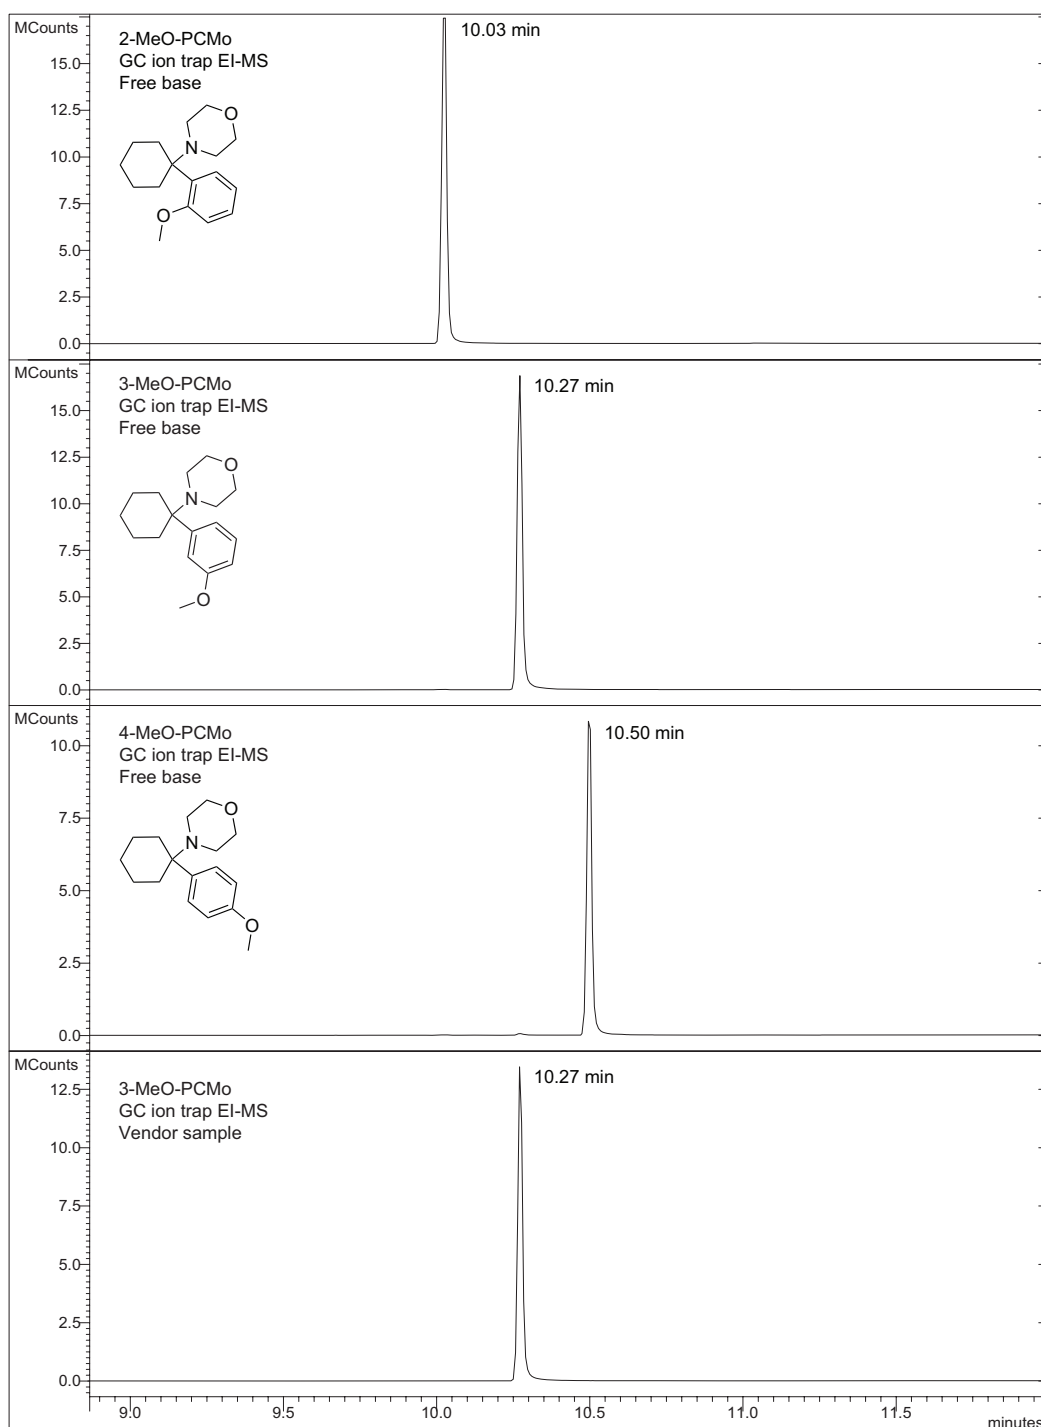 MCounts
2-MeO-PCMo
GC ion trap EI-MS
Free base
10.03 min
15.0
12.5
10.0
7.5
5.0
2.5
0.0
O
N
O
MCounts
3-MeO-PCMo
GC ion trap EI-MS
Free base
10.27 min
15.0
12.5
10.0
7.5
5.0
2.5
0.0
O
N
O
MCounts
4-MeO-PCMo
GC ion trap EI-MS
Free base
10.50 min
10.0
7.5
5.0
2.5
0.0
O
N
O
MCounts
3-MeO-PCMo
GC ion trap EI-MS
Vendor sample
10.27 min
12.5
10.0
7.5
5.0
2.5
0.0
9.0 9.5 10.0 10.5 11.0 11.5
minutes